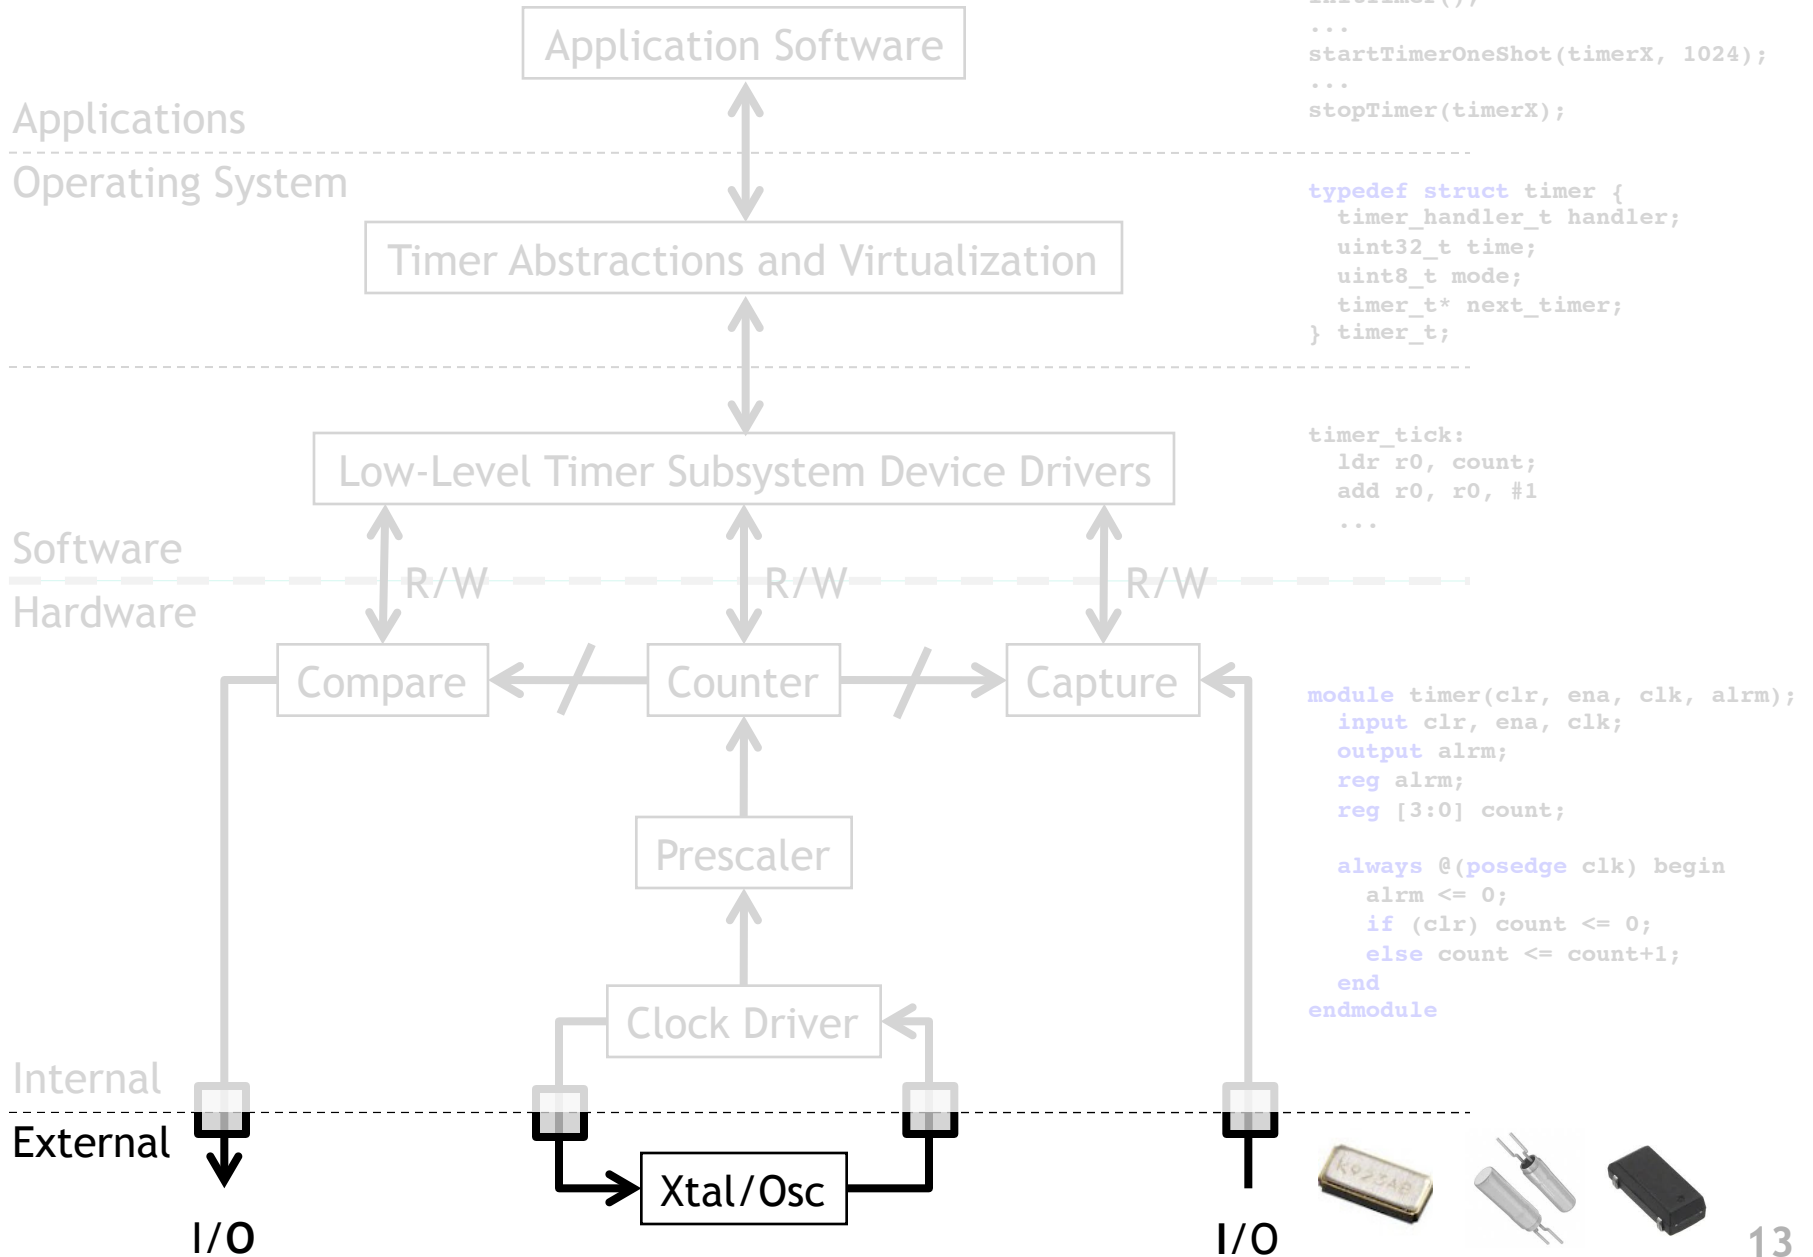 Application Software
Applications
Operating System
Timer Abstractions and Virtualization
Low-Level Timer Subsystem Device Drivers
Software
R/W
R/W
R/W
Hardware
Compare
Counter
Capture
Prescaler
Clock Driver
Internal
External
Xtal/Osc
I/O
I/O
...
startTimerOneShot(timerX, 1024);
...
stopTimer(timerX);
typedef struct timer {
timer_handler_t handler;
uint32_t time;
uint8_t mode;
timer_t* next_timer;
} timer_t;
timer_tick:
ldr r0, count;
add r0, r0, #1
...
module timer(clr, ena, clk, alrm);
input clr, ena, clk;
output alrm;
reg alrm;
reg [3:0] count;
always @(posedge clk) begin
alrm <= 0;
if (clr) count <= 0;
else count <= count+1;
end
endmodule
K923AB
13